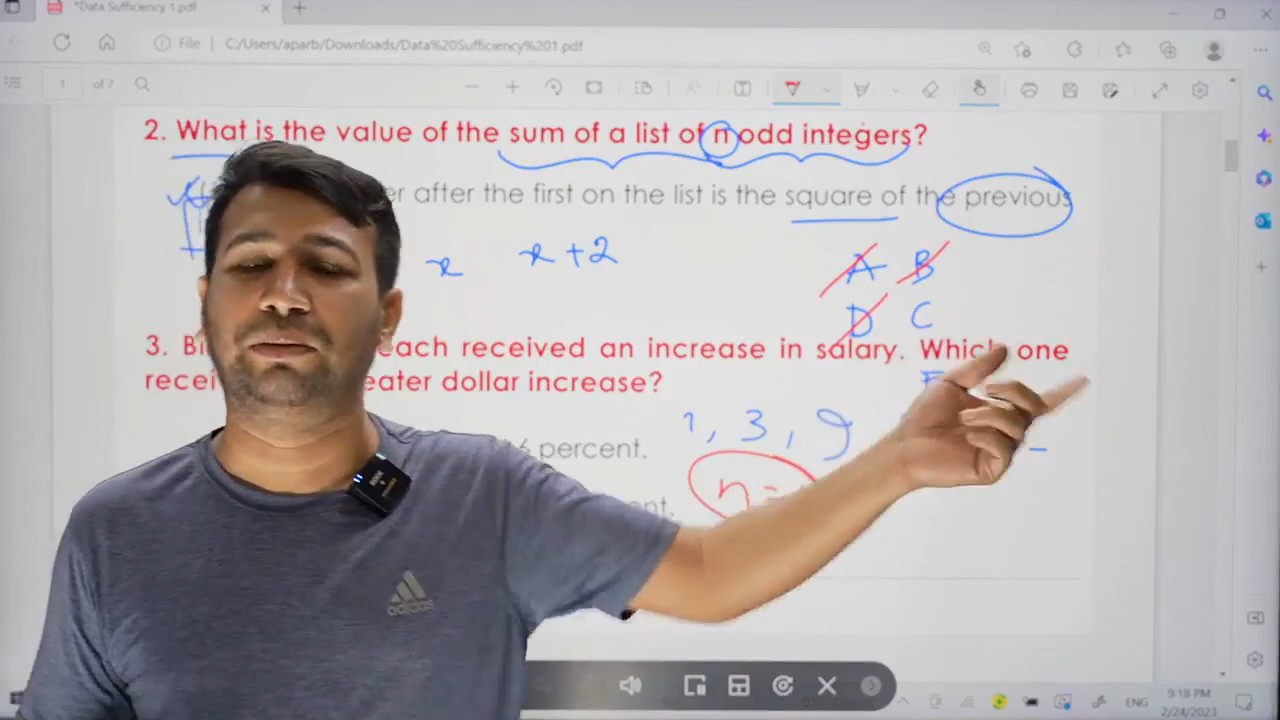 *Data Sufficiency 1.pdf
File C:/Users/aparb/Downloads/Data%20Sufficiency%201.pdf
1 of 7
2. What is the value of the sum of a list of n odd integers?
after the first on the list is the square of the previous
x x+2
A B
D C
3. each received an increase in salary. Which one
eater dollar increase?
1, 3, 9
percent.
n =
adidas
ENG
9:18 PM
2/24/2023